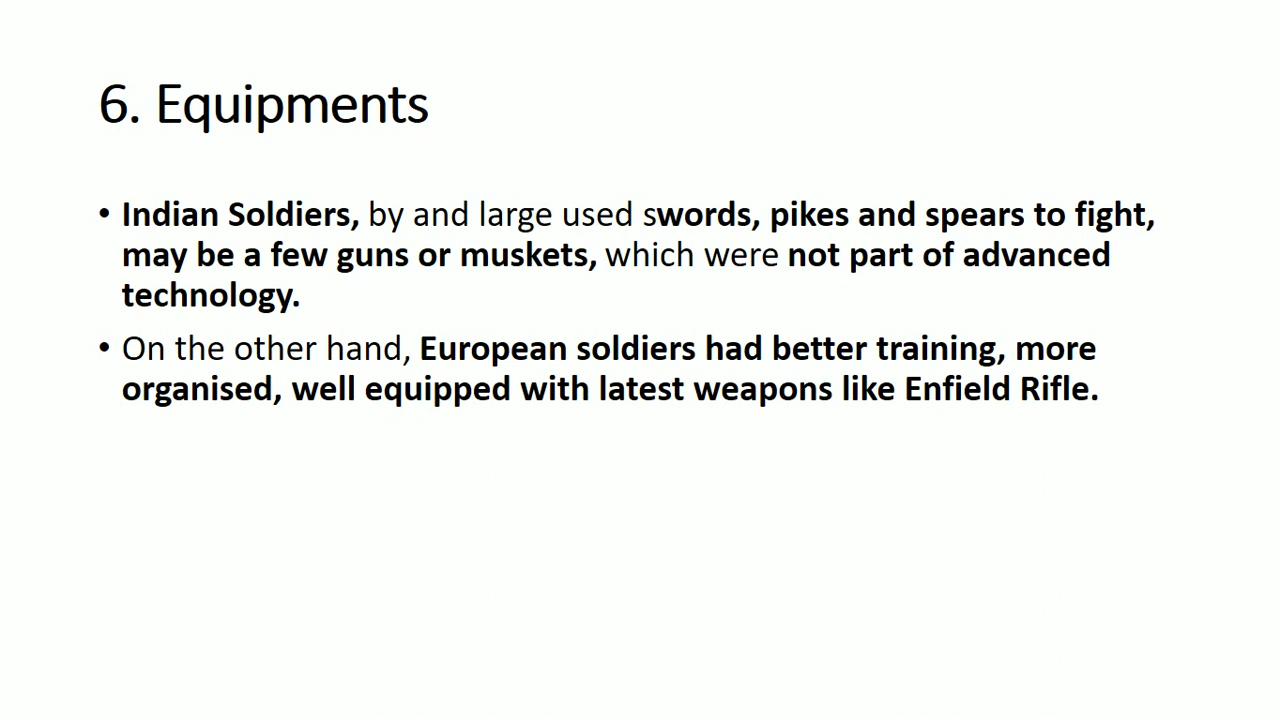 6. Equipments
• Indian Soldiers, by and large used swords, pikes and spears to fight,
may be a few guns or muskets, which were not part of advanced
technology.
• On the other hand, European soldiers had better training, more
organised, well equipped with latest weapons like Enfield Rifle.